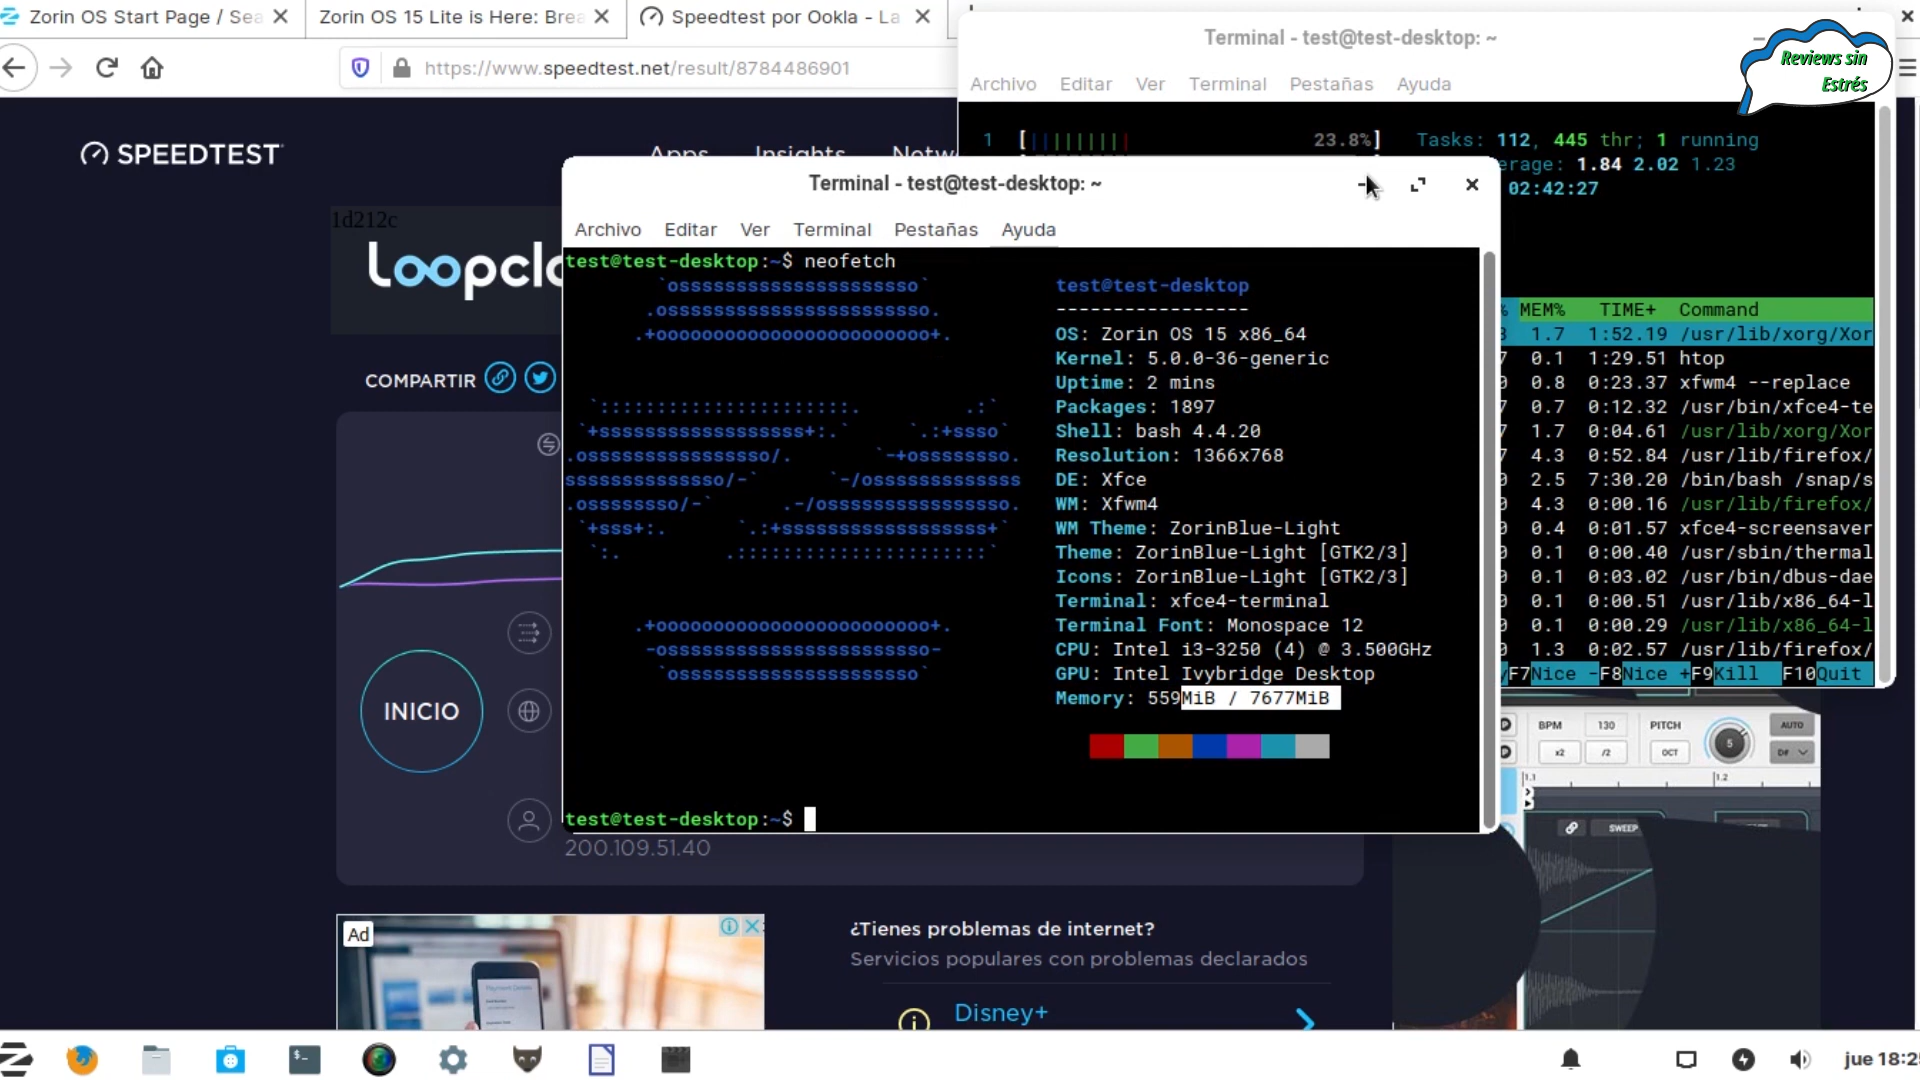 Zorin OS Start Page / Sea
Zorin OS 15 Lite is Here: Brea
Speedtest por Ookla - La
https://www.speedtest.net/result/8784486901
Reviews sin
Estrés
Terminal - test@test-desktop: ~
Archivo Editar Ver Terminal Pestañas Ayuda
1 [||||||||| 23.8%]
Tasks: 112, 445 thr; 1 running
erage: 1.84 2.02 1.23
02:42:27
SPEEDTEST
Apps Insights Netw
1d212c
loopclo
COMPARTIR
INICIO
200.109.51.40
Terminal - test@test-desktop: ~
Archivo Editar Ver Terminal Pestañas Ayuda
test@test-desktop:~$ neofetch
test@test-desktop
-----------------
OS: Zorin OS 15 x86_64
Kernel: 5.0.0-36-generic
Uptime: 2 mins
Packages: 1897
Shell: bash 4.4.20
Resolution: 1366x768
DE: Xfce
WM: Xfwm4
WM Theme: ZorinBlue-Light
Theme: ZorinBlue-Light [GTK2/3]
Icons: ZorinBlue-Light [GTK2/3]
Terminal: xfce4-terminal
Terminal Font: Monospace 12
CPU: Intel i3-3250 (4) @ 3.500GHz
GPU: Intel Ivybridge Desktop
Memory: 559MiB / 7677MiB
test@test-desktop:~$
% MEM% TIME+ Command
1.7 1:52.19 /usr/lib/xorg/Xor
0.1 1:29.51 htop
0.8 0:23.37 xfwm4 --replace
0.7 0:12.32 /usr/bin/xfce4-te
1.7 0:04.61 /usr/lib/xorg/Xor
4.3 0:52.84 /usr/lib/firefox/
2.5 7:30.20 /bin/bash /snap/s
4.3 0:00.16 /usr/lib/firefox/
0.4 0:01.57 xfce4-screensaver
0.1 0:00.40 /usr/sbin/thermal
0.1 0:03.02 /usr/bin/dbus-dae
0.1 0:00.51 /usr/lib/x86_64-l
0.1 0:00.29 /usr/lib/x86_64-l
1.3 0:02.57 /usr/lib/firefox/
F7Nice -F8Nice +F9Kill F10Quit
BPM 130 PITCH 5 AUTO
x2 /2 OCT D#
1.1 1.2
SWEEP
Ad
¿Tienes problemas de internet?
Servicios populares con problemas declarados
Disney+
jue 18:25